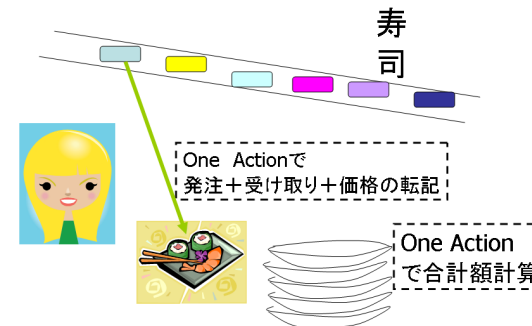 寿
司
One Actionで
発注＋受け取り＋価格の転記
One Action
で合計額計算